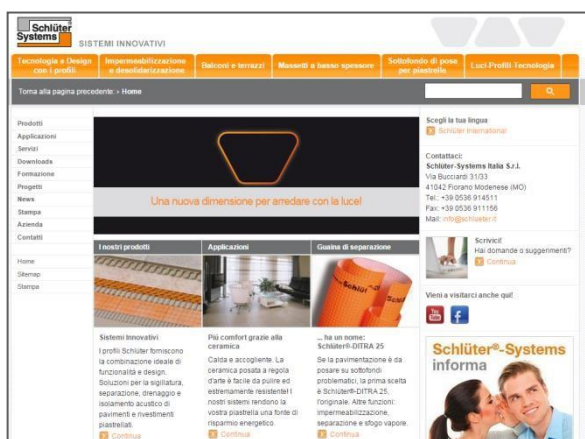 Schlüter
Systems
SISTEMI INNOVATIVI
Tecnologia e Design
con i profili
Impermeabilizzazione
e desolidarizzazione
Balconi e terrazzi
Massetti a basso spessore
Sottofondo di posa
per piastrelle
Luci-Profili-Tecnologia
Torna alla pagina precedente: > Home
Prodotti
Applicazioni
Servizi
Downloads
Formazione
Progetti
News
Stampa
Azienda
Contatti
Home
Sitemap
Stampa
Una nuova dimensione per arredare con la luce!
I nostri prodotti
Sistemi Innovativi
I profili Schlüter forniscono
la combinazione ideale di
funzionalità e design.
Soluzioni per la sigillatura,
separazione, drenaggio e
isolamento acustico di
pavimenti e rivestimenti
piastrellati.
Continua
Applicazioni
Più comfort grazie alla
ceramica
Calda e accogliente. La
ceramica posata a regola
d'arte è facile da pulire ed
estremamente resistente! I
nostri sistemi rendono la
vostra piastrella una fonte di
risparmio energetico.
Continua
Guaina di separazione
Schlüter
... ha un nome:
Schlüter®-DITRA 25
Se la pavimentazione è da
posare su sottofondi
problematici, la prima scelta
è Schlüter®-DITRA 25,
l'originale. Altre funzioni:
impermeabilizzazione,
separazione e sfogo vapore.
Continua
Scegli la tua lingua
Schlüter International
Contattaci:
Schlüter-Systems Italia S.r.l.
Via Bucciardi 31/33
41042 Fiorano Modenese (MO)
Tel.: +39 0536 914511
Fax: +39 0536 911156
Mail: info@schlueter.it
Scrivici!
Hai domande o suggerimenti?
Continua
Vieni a visitarci anche qui!
You
Tube
f
Schlüter®-Systems
informa